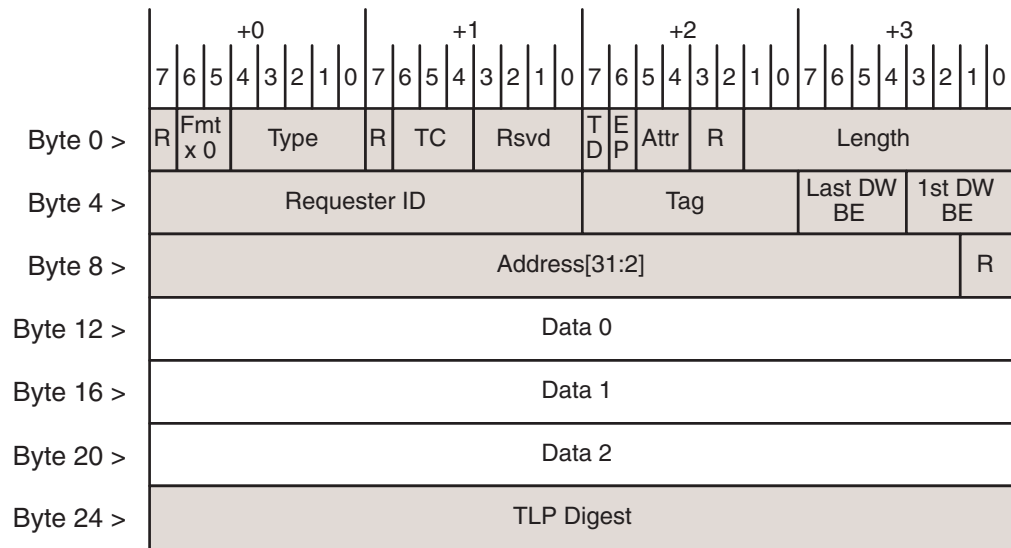 +0 +1 +2 +3
7 6 5 4 3 2 1 0 7 6 5 4 3 2 1 0 7 6 5 4 3 2 1 0 7 6 5 4 3 2 1 0
Byte 0 > R Fmt x 0 Type R TC Rsvd TD EP Attr R Length
Byte 4 > Requester ID Tag Last DW BE 1st DW BE
Byte 8 > Address[31:2] R
Byte 12 > Data 0
Byte 16 > Data 1
Byte 20 > Data 2
Byte 24 > TLP Digest